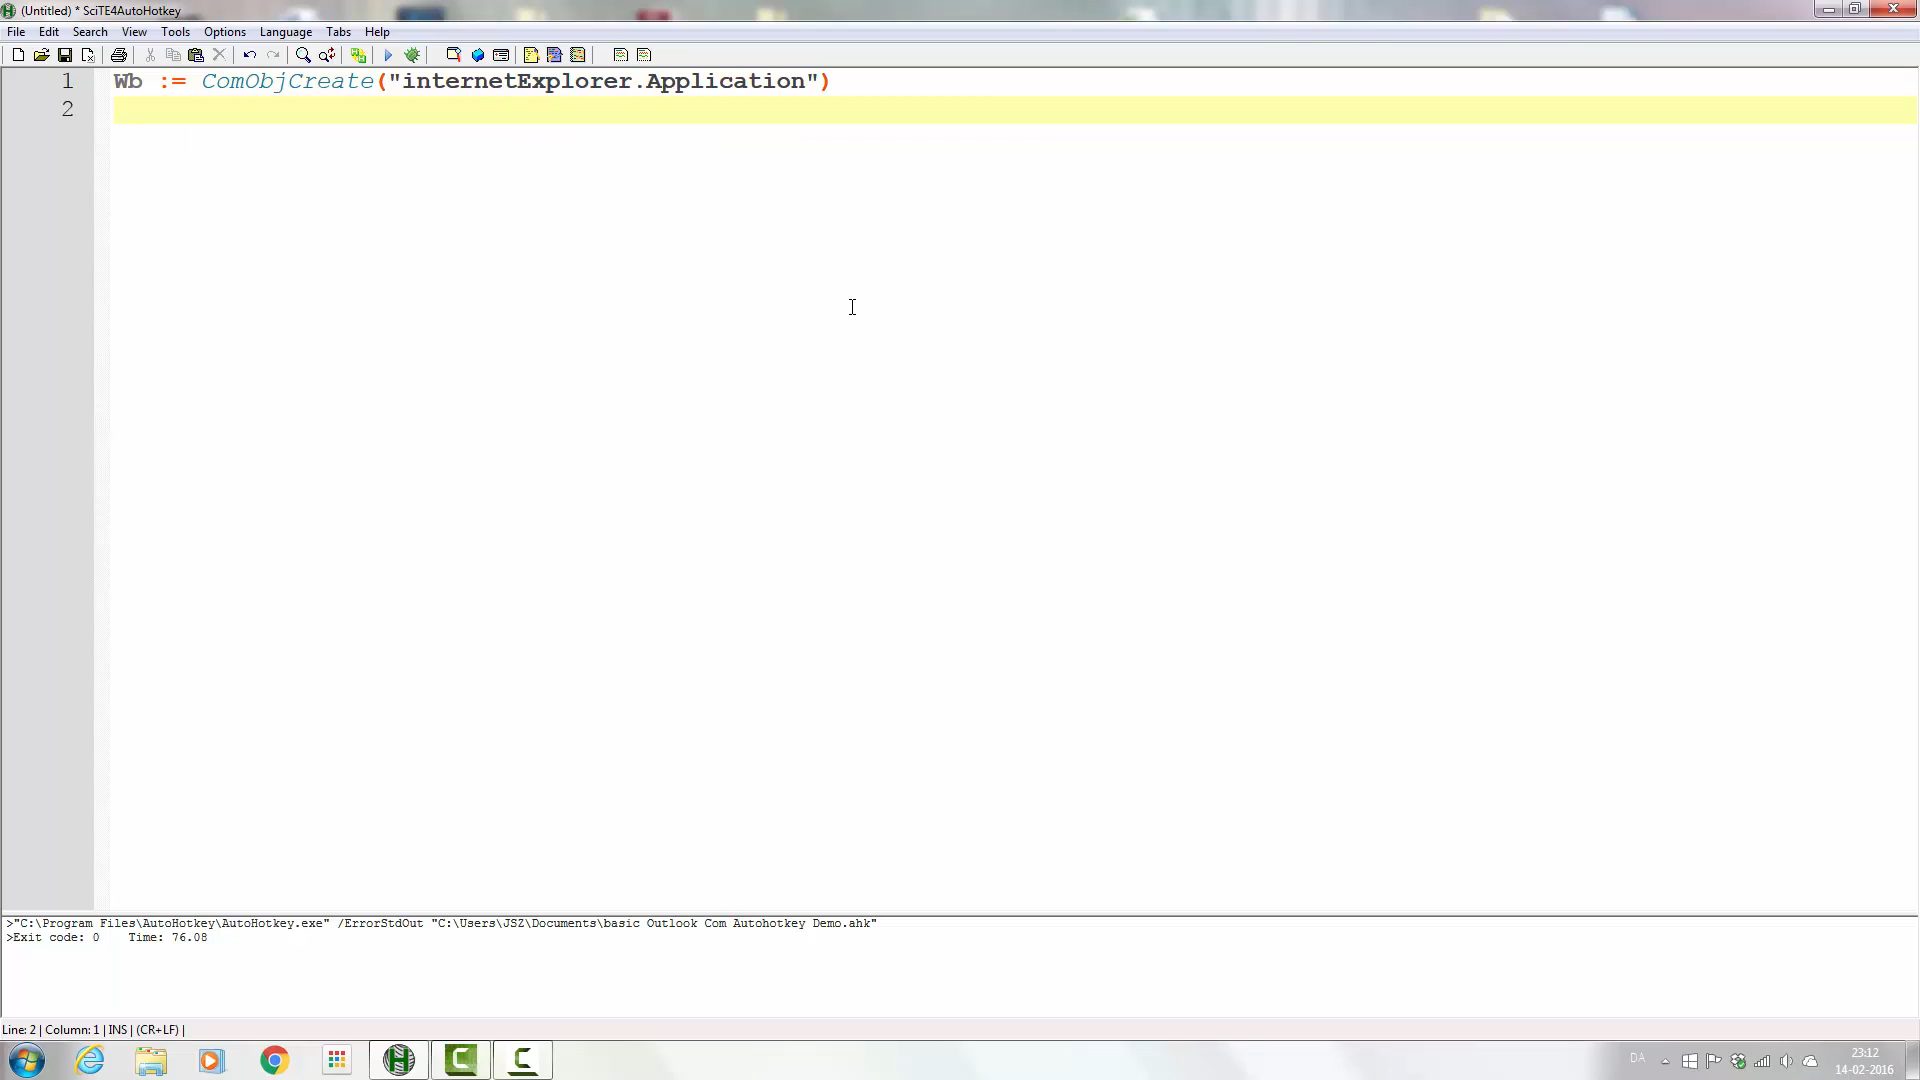 (Untitled) * SciTE4AutoHotkey
File Edit Search View Tools Options Language Tabs Help
1 Wb := ComObjCreate("internetExplorer.Application")
2
>"C:\Program Files\AutoHotkey\AutoHotkey.exe" /ErrorStdOut "C:\Users\JSZ\Documents\basic Outlook Com Autohotkey Demo.ahk"
>Exit code: 0 Time: 76.08
Line: 2 | Column: 1 | INS | (CR+LF) |
DA
23:12
14-02-2016